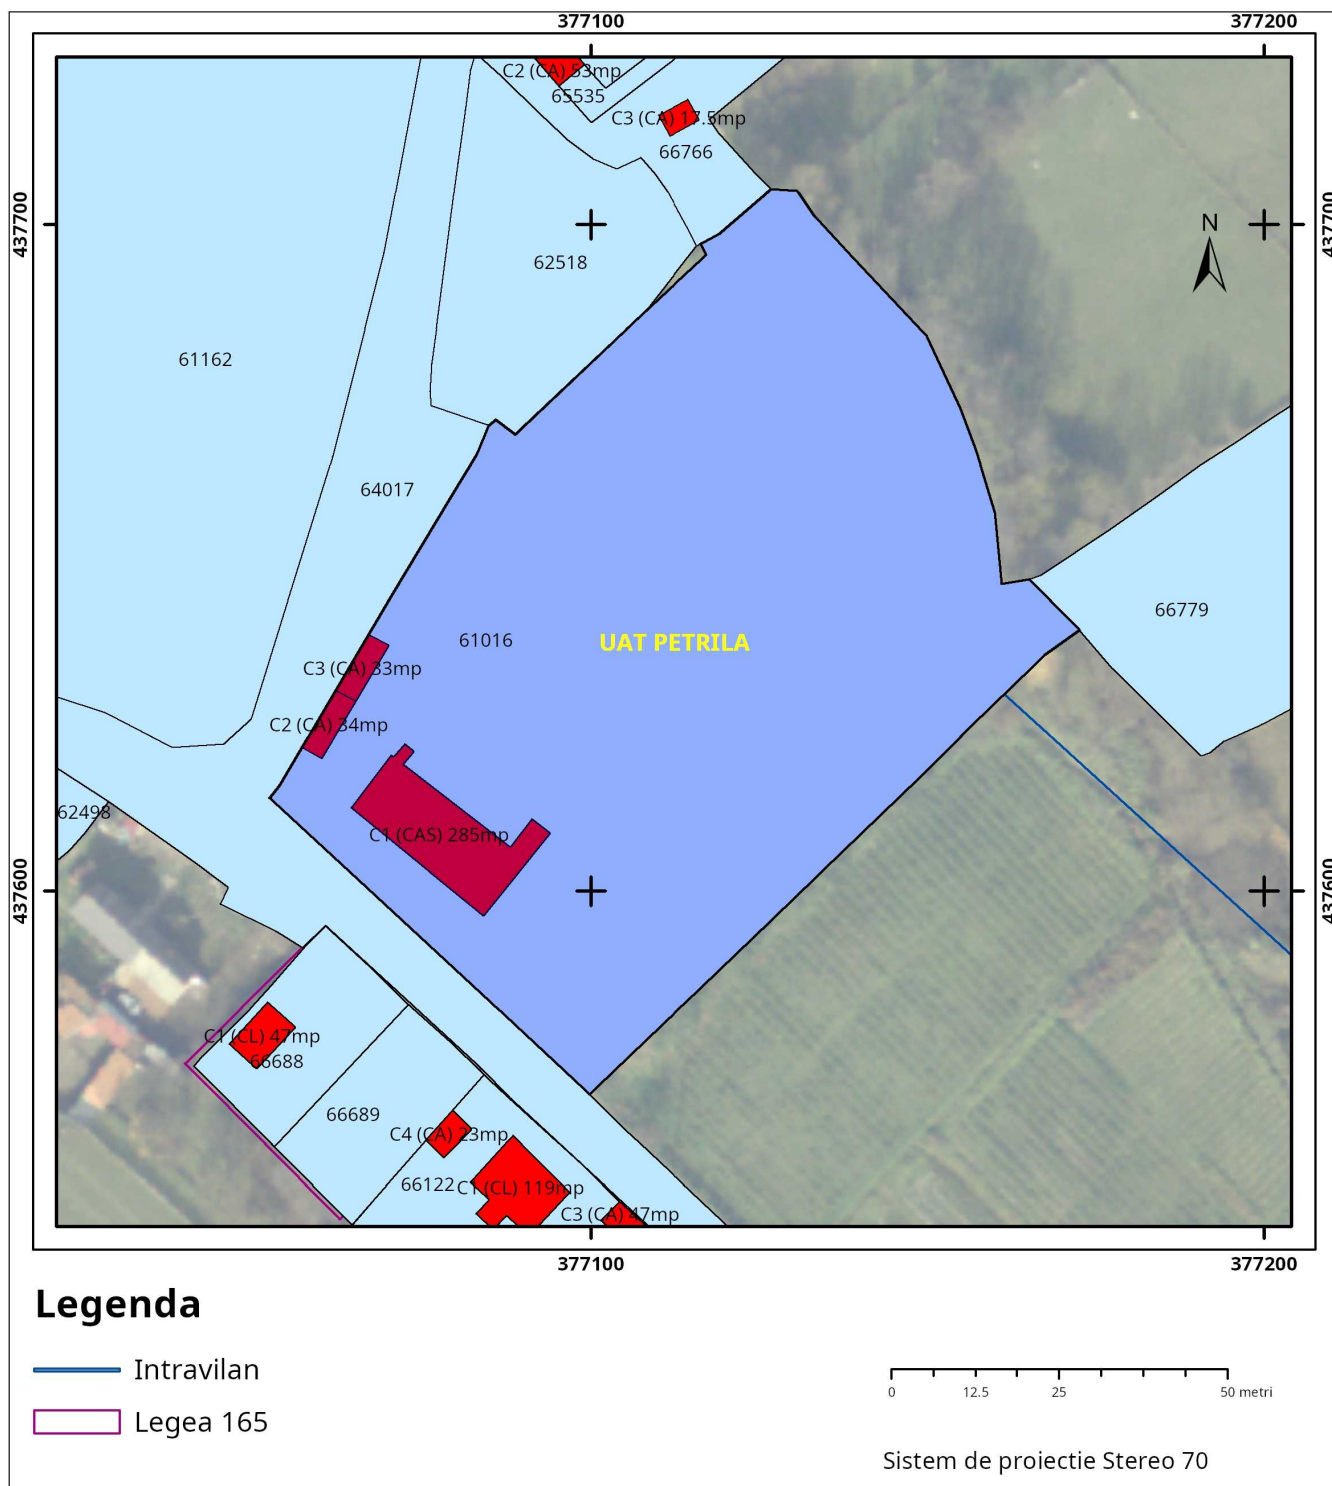 377100
377200
C2 (CA) 53mp
65535
C3 (CA) 17.5mp
66766
437700
437700
N
62518
61162
64017
66779
61016
UAT PETRILA
C3 (CA) 33mp
C2 (CA) 34mp
62498
C1 (CAS) 285mp
437600
437600
C1 (CL) 47mp
66688
66689
C4 (CA) 23mp
66122
C1 (CL) 119mp
C3 (CA) 47mp
377100
377200
Legenda
Intravilan
Legea 165
0 12.5 25 50 metri
Sistem de proiectie Stereo 70